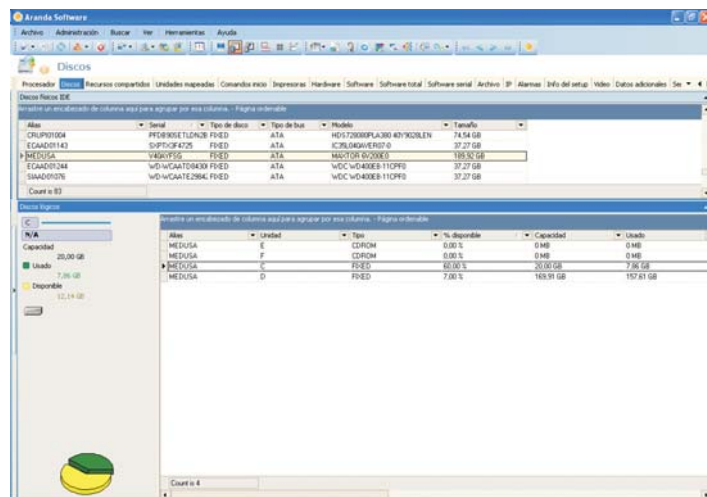 Aranda Software
Archivo Administración Buscar Ver Herramientas Ayuda
Discos
Procesador Discos Recursos compartidos Unidades mapeadas Comandos inicio Impresoras Hardware Software Software total Software serial Archivo IP Alarmas Info del setup Video Datos adicionales
Discos físicos IDE
Arrastre un encabezado de columna aquí para agrupar por esa columna. - Página ordenable
Alias Serial Tipo de disco Tipo de bus Modelo Tamaño
CRUPI01004 FIXED ATA 74,54 GB
ECAAD01143 FIXED ATA 37,27 GB
MEDUSA FIXED ATA MAXTOR 6V200E0 189,92 GB
ECAAD01244 FIXED ATA WDC WD400EB-11CPF0 37,27 GB
SIAAD01076 FIXED ATA WDC WD400EB-11CPF0 37,27 GB
Count is 83
Discos lógicos
C
N/A
Capacidad
20,00 GB
Usado
7,86 GB
Disponible
12,14 GB
Arrastre un encabezado de columna aquí para agrupar por esa columna. - Página ordenable
Alias Unidad Tipo % disponible Capacidad Usado
MEDUSA E CDROM 0,00 % 0 MB 0 MB
MEDUSA F CDROM 0,00 % 0 MB 0 MB
MEDUSA C FIXED 60,00 % 20,00 GB 7,86 GB
MEDUSA D FIXED 7,00 % 169,91 GB 157,61 GB
Count is 4